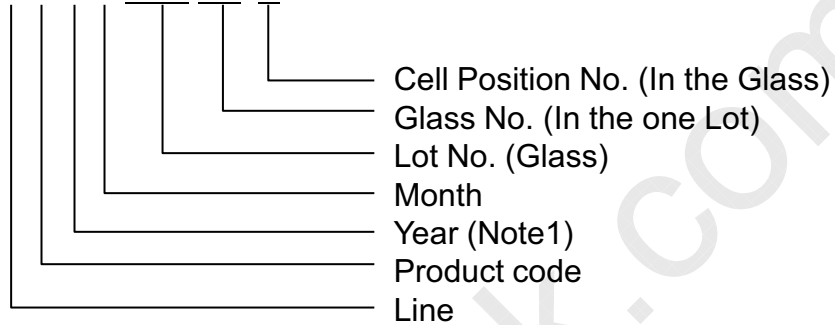 Cell Position No. (In the Glass)
Glass No. (In the one Lot)
Lot No. (Glass)
Month
Year (Note1)
Product code
Line